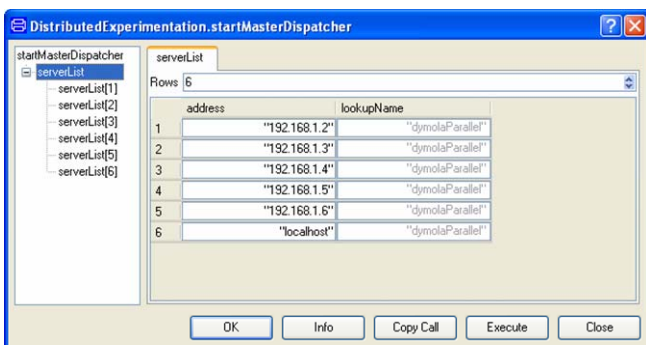 DistributedExperimentation.startMasterDispatcher
startMasterDispatcher
serverList
serverList[1]
serverList[2]
serverList[3]
serverList[4]
serverList[5]
serverList[6]
serverList
Rows 6
address lookupName
1 "192.168.1.2" "dymolaParallel"
2 "192.168.1.3" "dymolaParallel"
3 "192.168.1.4" "dymolaParallel"
4 "192.168.1.5" "dymolaParallel"
5 "192.168.1.6" "dymolaParallel"
6 "localhost" "dymolaParallel"
OK Info Copy Call Execute Close